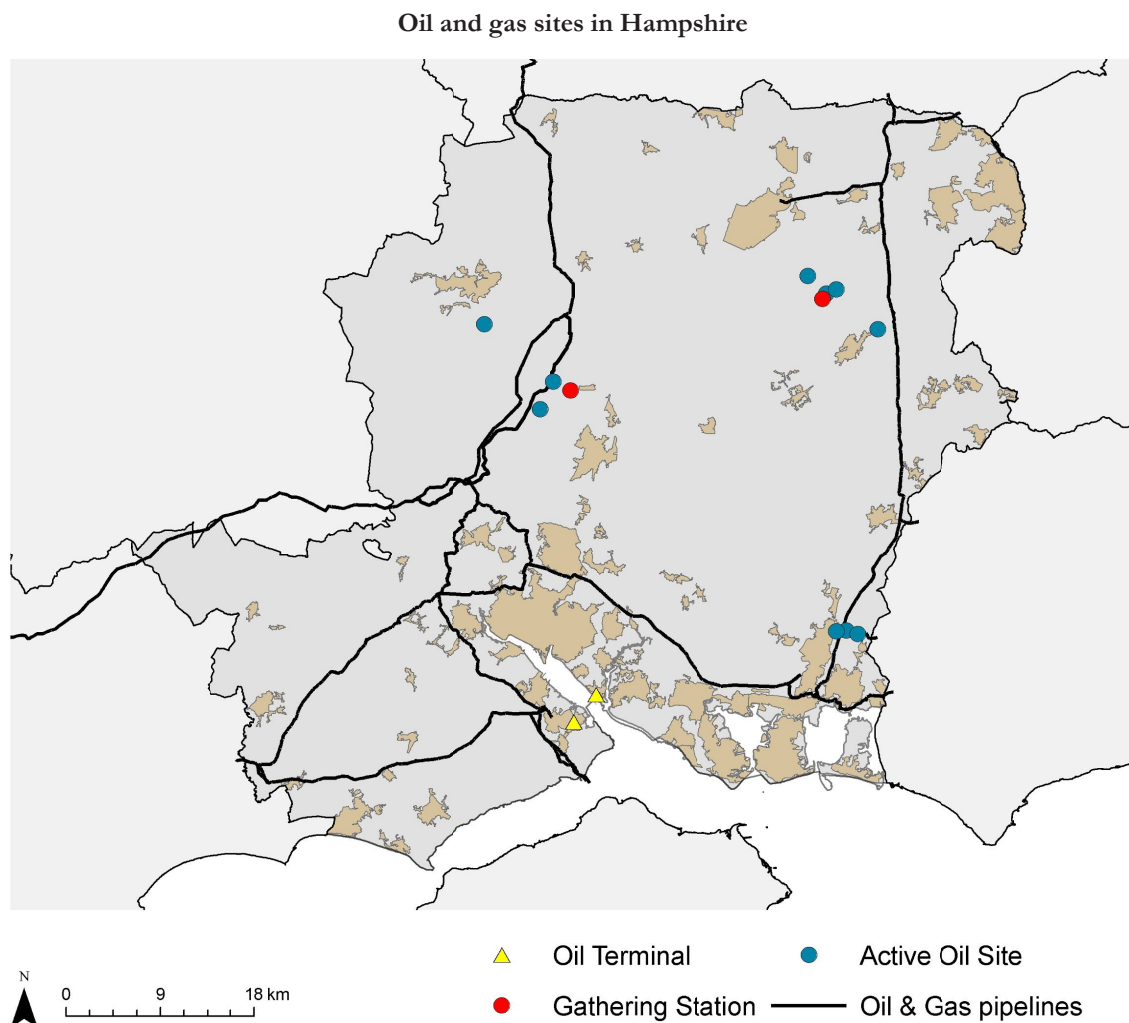 Oil and gas sites in Hampshire
Oil Terminal
Active Oil Site
N
0 9 18 km
Gathering Station
Oil & Gas pipelines